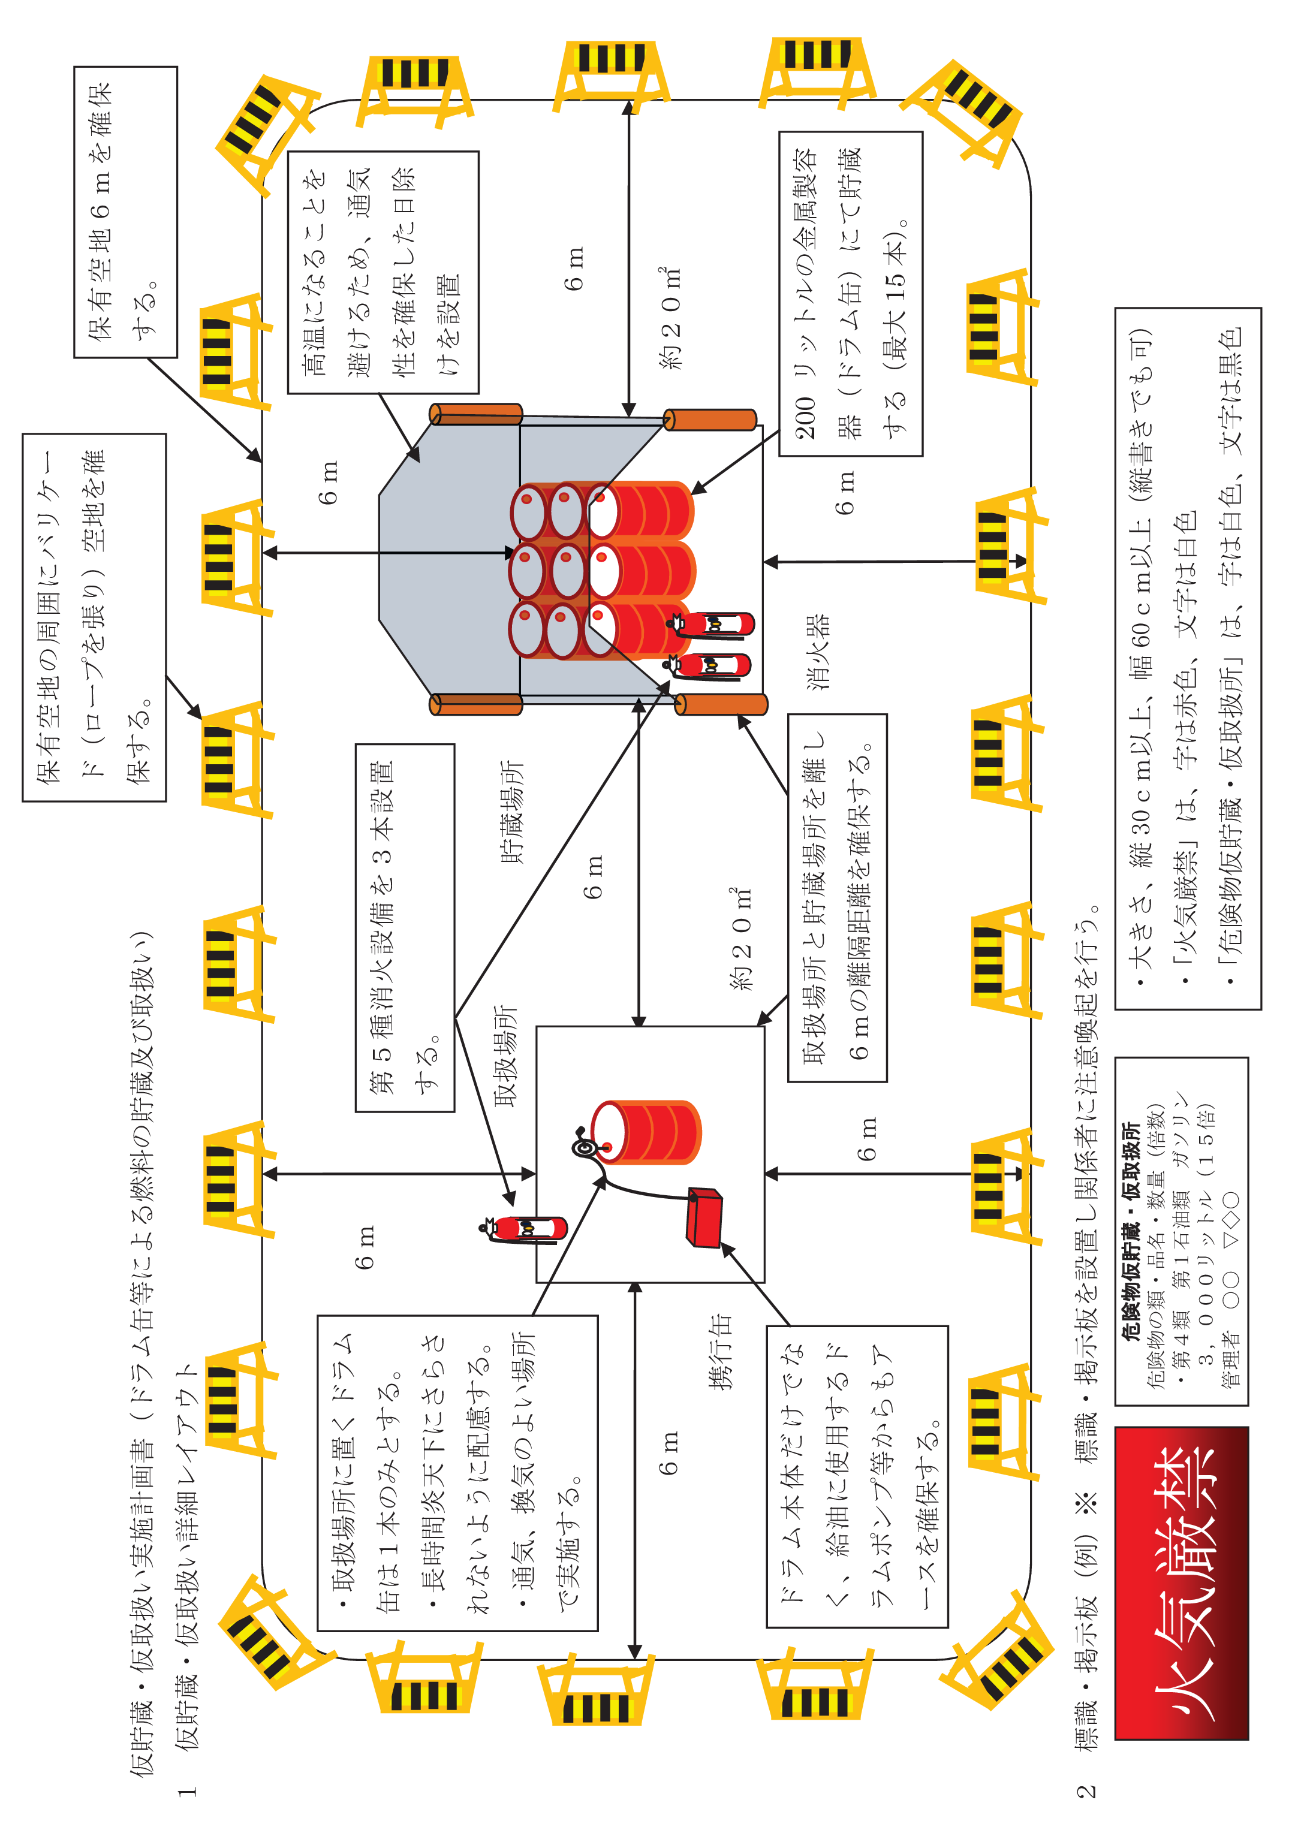 仮貯蔵・仮取扱い実施計画書（ドラム缶等による燃料の貯蔵及び取扱い）
1　仮貯蔵・仮取扱い詳細レイアウト
保有空地の周囲にバリケー
ド（ロープを張り）空地を確
保する。
保有空地６ｍを確保
する。
・取扱場所に置くドラム
缶は１本のみとする。
・長時間炎天下にさらさ
れないように配慮する。
・通気、換気のよい場所
で実施する。
第５種消火設備を３本設置
する。
高温になることを
避けるため、通気
性を確保した日除
けを設置
６ｍ
６ｍ
取扱場所
貯蔵場所
６ｍ
６ｍ
６ｍ
約２０㎡
約２０㎡
携行缶
消火器
６ｍ
６ｍ
ドラム本体だけでな
く、給油に使用するド
ラムポンプ等からもア
ースを確保する。
取扱場所と貯蔵場所を離し
６ｍの離隔距離を確保する。
200 リットルの金属製容
器（ドラム缶）にて貯蔵
する（最大 15 本）。
2　標識・掲示板（例）※　標識・掲示板を設置し関係者に注意喚起を行う。
火気厳禁
危険物仮貯蔵・仮取扱所
危険物の類・品名・数量（倍数）
・第４類　第１石油類　ガソリン
３，０００リットル（１５倍）
管理者　○○　▽◇○
・大きさ、縦 30ｃｍ以上、幅 60ｃｍ以上（縦書きでも可）
・「火気厳禁」は、字は赤色、文字は白色
・「危険物仮貯蔵・仮取扱所」は、字は白色、文字は黒色